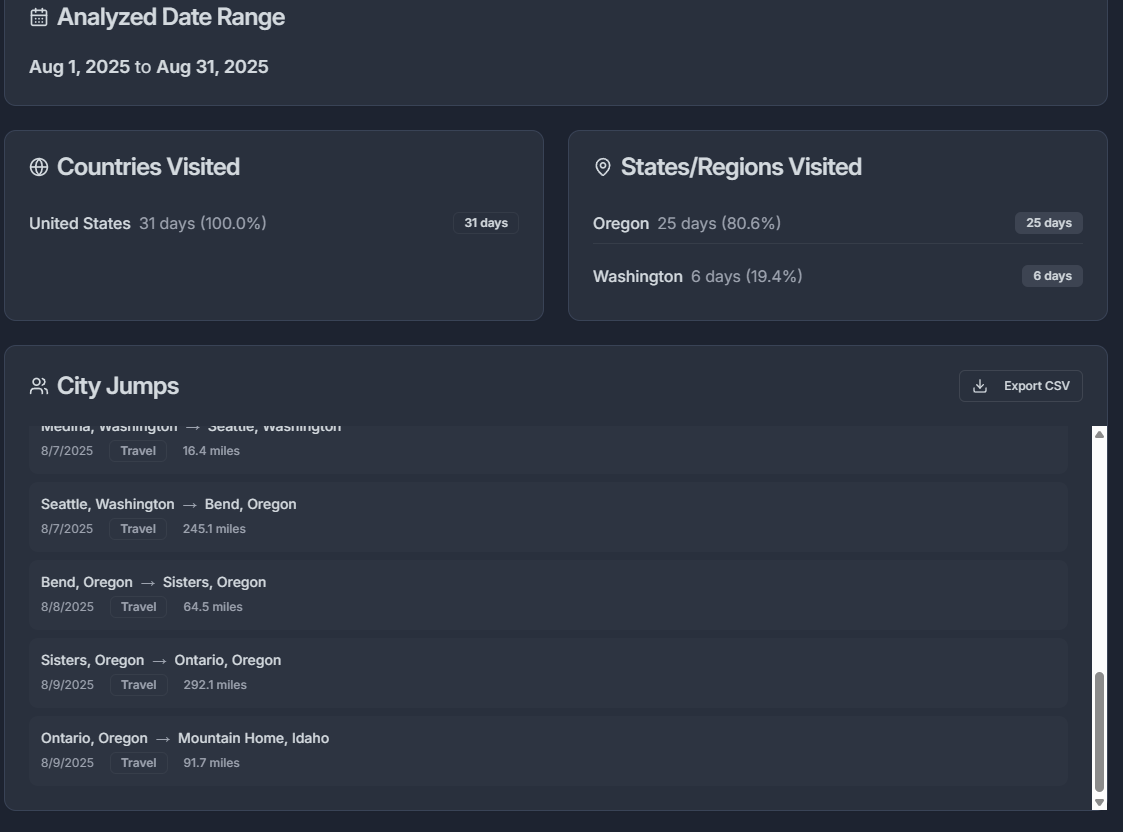 Analyzed Date Range
Aug 1, 2025 to Aug 31, 2025
Countries Visited
United States 31 days (100.0%) 31 days
States/Regions Visited
Oregon 25 days (80.6%) 25 days
Washington 6 days (19.4%) 6 days
City Jumps
Export CSV
Medina, Washington → Seattle, Washington
8/7/2025 Travel 16.4 miles
Seattle, Washington → Bend, Oregon
8/7/2025 Travel 245.1 miles
Bend, Oregon → Sisters, Oregon
8/8/2025 Travel 64.5 miles
Sisters, Oregon → Ontario, Oregon
8/9/2025 Travel 292.1 miles
Ontario, Oregon → Mountain Home, Idaho
8/9/2025 Travel 91.7 miles